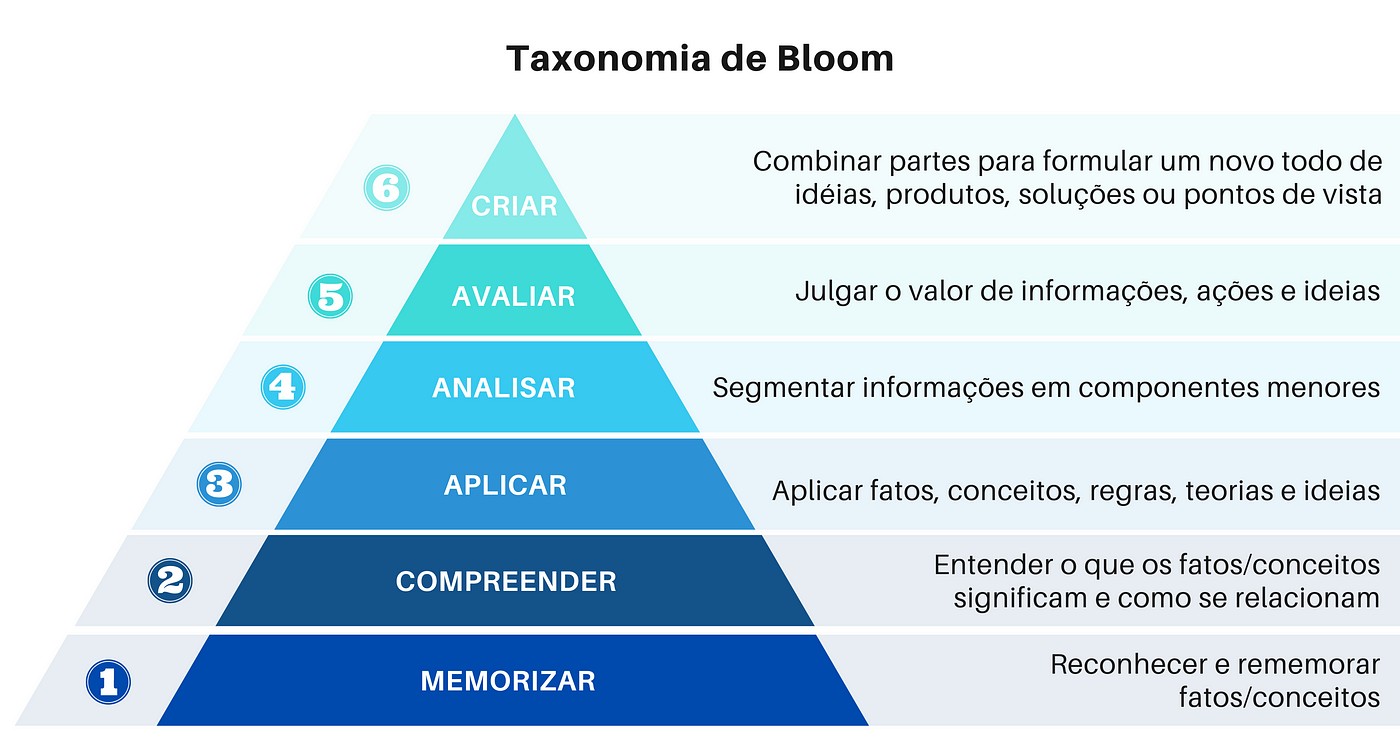 Taxonomia de Bloom
6
CRIAR
Combinar partes para formular um novo todo de
idéias, produtos, soluções ou pontos de vista
5
AVALIAR
Julgar o valor de informações, ações e ideias
4
ANALISAR
Segmentar informações em componentes menores
3
APLICAR
Aplicar fatos, conceitos, regras, teorias e ideias
2
COMPREENDER
Entender o que os fatos/conceitos
significam e como se relacionam
1
MEMORIZAR
Reconhecer e rememorar
fatos/conceitos